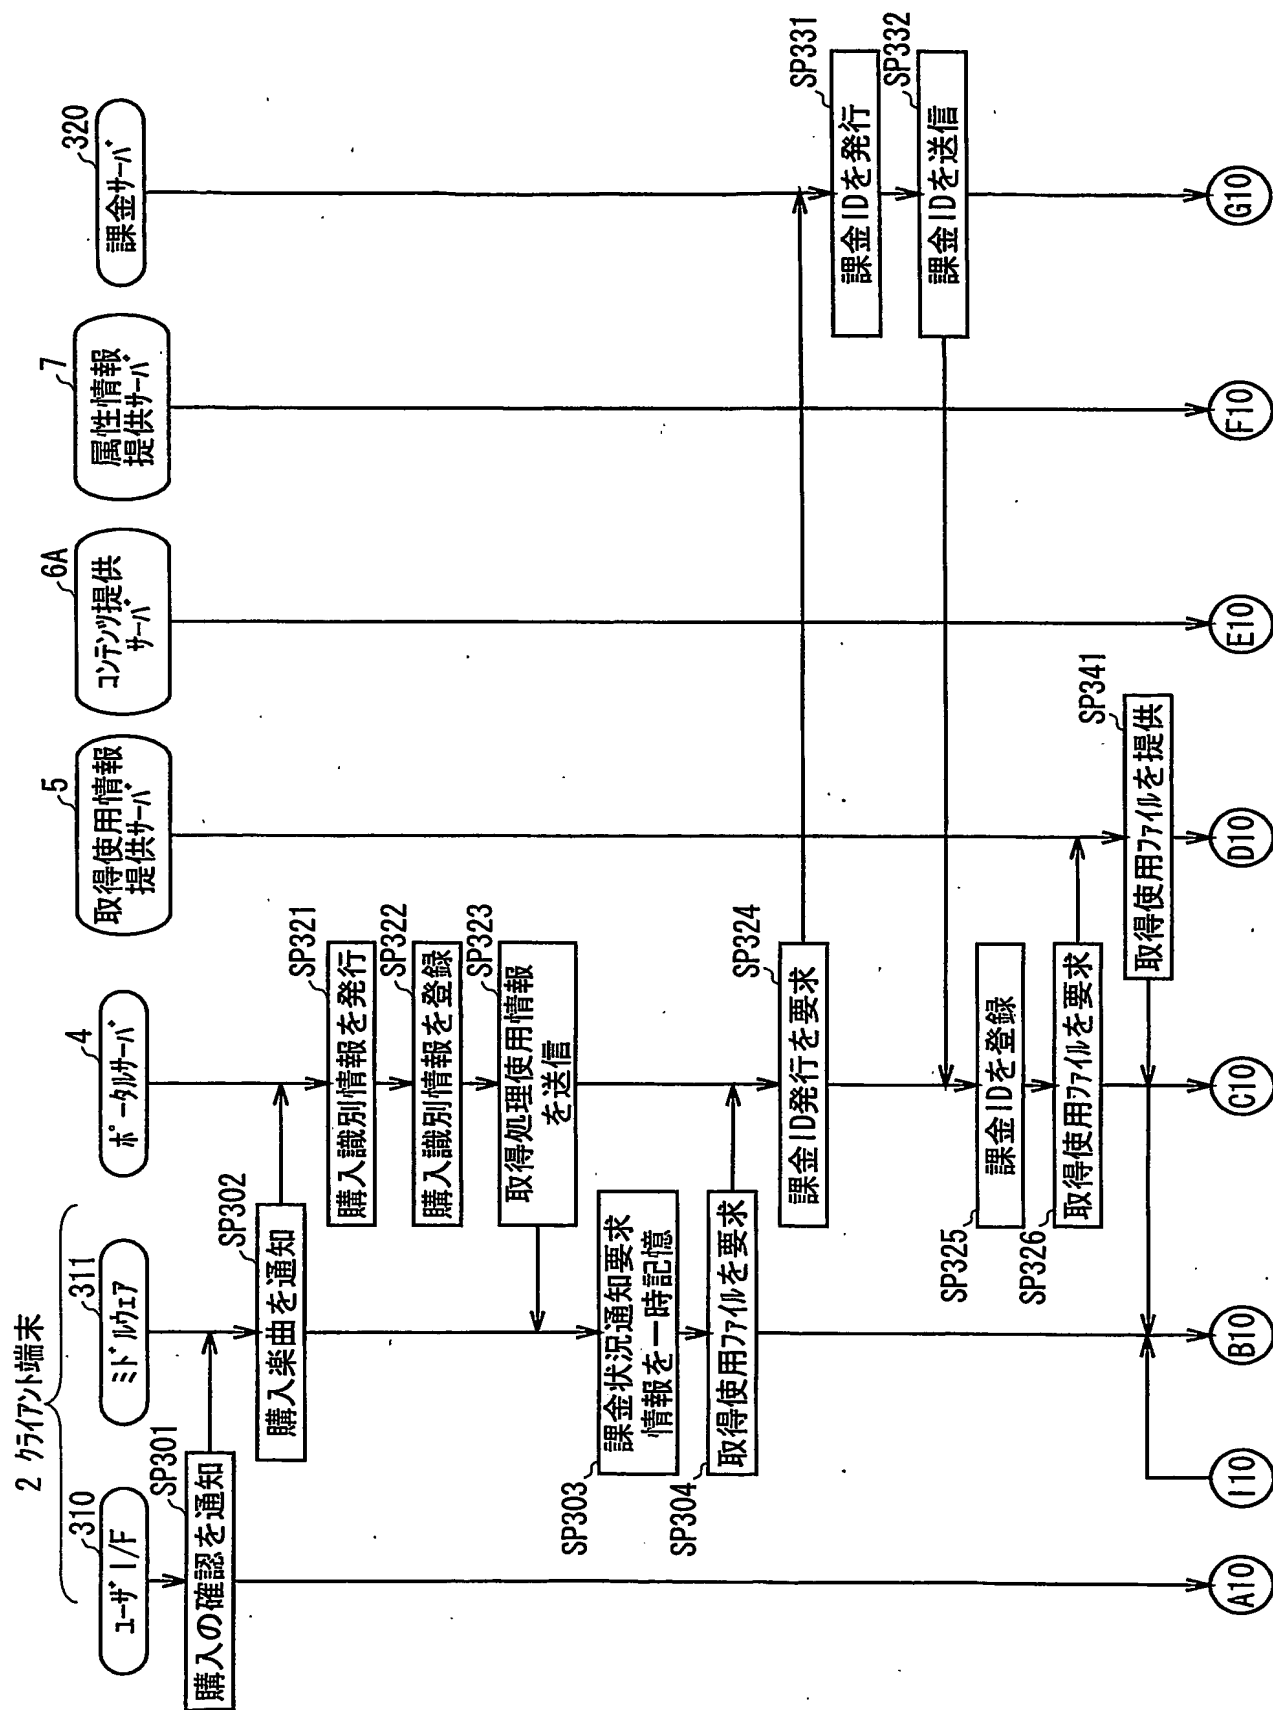 2 クライアント端末
310
ユーザI/F
311
ミドルウェア
4
ポータルサーバ
5
取得使用情報
提供サーバ
6A
コンテンツ提供
サーバ
7
属性情報
提供サーバ
320
課金サーバ
SP301
購入の確認を通知
SP302
購入楽曲を通知
SP321
購入識別情報を発行
SP322
購入識別情報を登録
SP323
取得処理使用情報
を送信
SP303
課金状況通知要求
情報を一時記憶
SP304
取得使用ファイルを要求
SP324
課金ID発行を要求
SP331
課金IDを発行
SP332
課金IDを送信
SP325
課金IDを登録
SP326
取得使用ファイルを要求
SP341
取得使用ファイルを提供
A10
I10
B10
C10
D10
E10
F10
G10